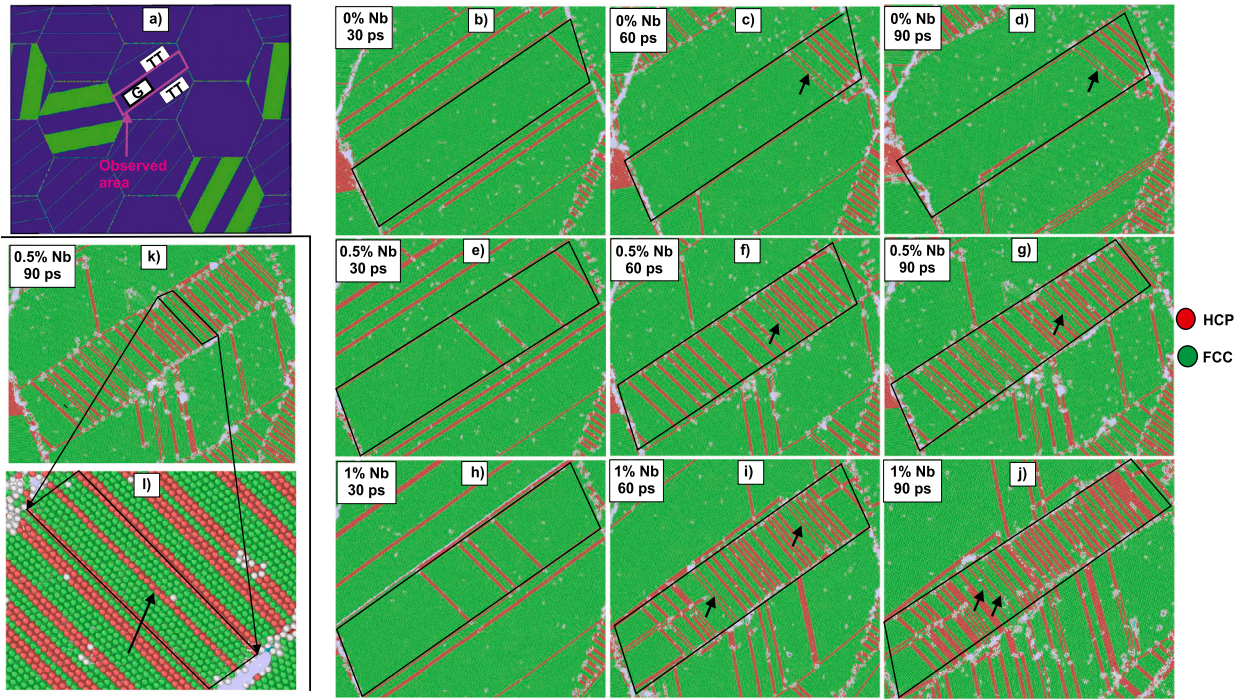 a)
TT
G
TT
Observed
area
0% Nb
30 ps
b)
0% Nb
60 ps
c)
0% Nb
90 ps
d)
0.5% Nb
90 ps
k)
0.5% Nb
30 ps
e)
0.5% Nb
60 ps
f)
0.5% Nb
90 ps
g)
HCP
FCC
l)
1% Nb
30 ps
h)
1% Nb
60 ps
i)
1% Nb
90 ps
j)